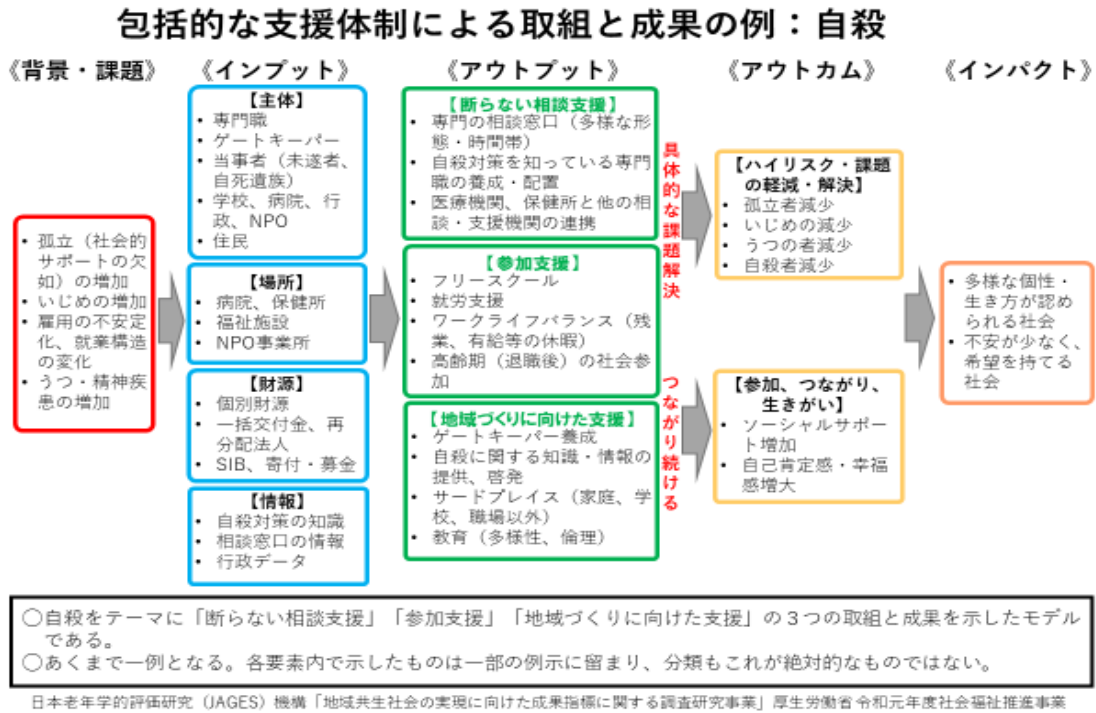 包括的な支援体制による取組と成果の例：自殺
《背景・課題》
《インプット》
《アウトプット》
《アウトカム》
《インパクト》
• 孤立（社会的
サポートの欠
如）の増加
• いじめの増加
• 雇用の不安定
化、就業構造
の変化
• うつ・精神疾
患の増加
【主体】
• 専門職
• ゲートキーパー
• 当事者（未遂者、
自死遺族）
• 学校、病院、行
政、NPO
• 住民
【場所】
• 病院、保健所
• 福祉施設
• NPO事業所
【財源】
• 個別財源
• 一括交付金、再
分配法人
• SIB、寄付・募金
【情報】
• 自殺対策の知識
• 相談窓口の情報
• 行政データ
【断らない相談支援】
• 専門の相談窓口（多様な形
態・時間帯）
• 自殺対策を知っている専門
職の養成・配置
• 医療機関、保健所と他の相
談・支援機関の連携
【参加支援】
• フリースクール
• 就労支援
• ワークライフバランス（残
業、有給等の休暇）
• 高齢期（退職後）の社会参
加
【地域づくりに向けた支援】
• ゲートキーパー養成
• 自殺に関する知識・情報の
提供、啓発
• サードプレイス（家庭、学
校、職場以外）
• 教育（多様性、倫理）
具体的な課題解決
つながり続ける
【ハイリスク・課題
の軽減・解決】
• 孤立者減少
• いじめの減少
• うつの者減少
• 自殺者減少
【参加、つながり、
生きがい】
• ソーシャルサポー
ト増加
• 自己肯定感・幸福
感増大
• 多様な個性・
生き方が認め
られる社会
• 不安が少なく、
希望を持てる
社会
○自殺をテーマに「断らない相談支援」「参加支援」「地域づくりに向けた支援」の３つの取組と成果を示したモデル
である。
○あくまで一例となる。各要素内で示したものは一部の例示に留まり、分類もこれが絶対的なものではない。
日本老年学的評価研究（JAGES）機構「地域共生社会の実現に向けた成果指標に関する調査研究事業」厚生労働省令和元年度社会福祉推進事業